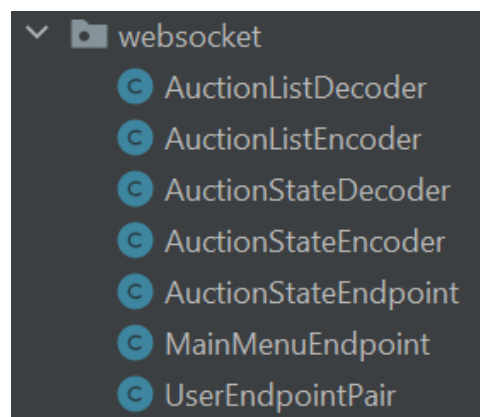 websocket
C AuctionListDecoder
C AuctionListEncoder
C AuctionStateDecoder
C AuctionStateEncoder
C AuctionStateEndpoint
C MainMenuEndpoint
C UserEndpointPair